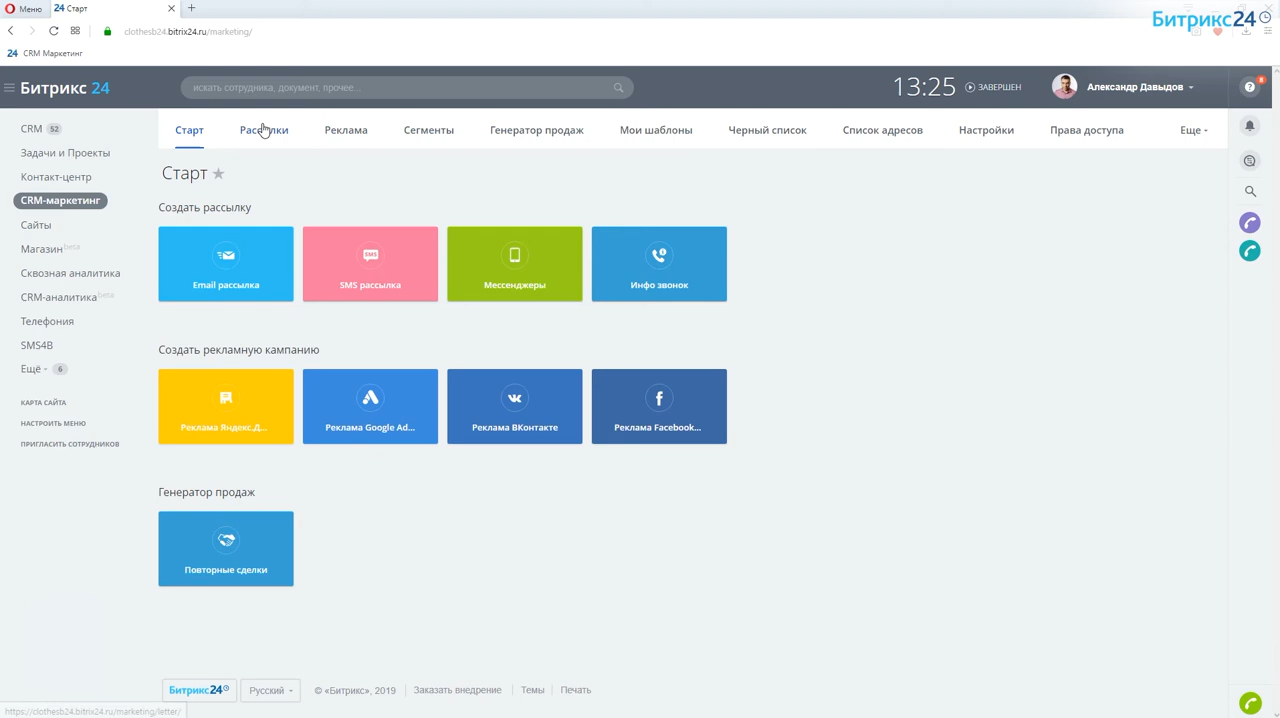 Меню
24 Старт
Битрикс24
clothesb24.bitrix24.ru/marketing/
24 CRM Маркетинг
Битрикс 24
искать сотрудника, документ, прочее...
13:25
ЗАВЕРШЕН
Александр Давыдов
8
CRM 52
Задачи и Проекты
Контакт-центр
CRM-маркетинг
Сайты
Магазин beta
Сквозная аналитика
CRM-аналитика beta
Телефония
SMS4B
Ещё 6
КАРТА САЙТА
НАСТРОИТЬ МЕНЮ
ПРИГЛАСИТЬ СОТРУДНИКОВ
Старт
Рассылки
Реклама
Сегменты
Генератор продаж
Мои шаблоны
Черный список
Список адресов
Настройки
Права доступа
Еще
Старт
Создать рассылку
Email рассылка
SMS
SMS рассылка
Мессенджеры
Инфо звонок
Создать рекламную кампанию
Реклама Яндекс.Д...
Реклама Google Ad...
Реклама ВКонтакте
Реклама Facebook...
Генератор продаж
Повторные сделки
Битрикс24
Русский
© «Битрикс», 2019
Заказать внедрение
Темы
Печать
https://clothesb24.bitrix24.ru/marketing/letter/